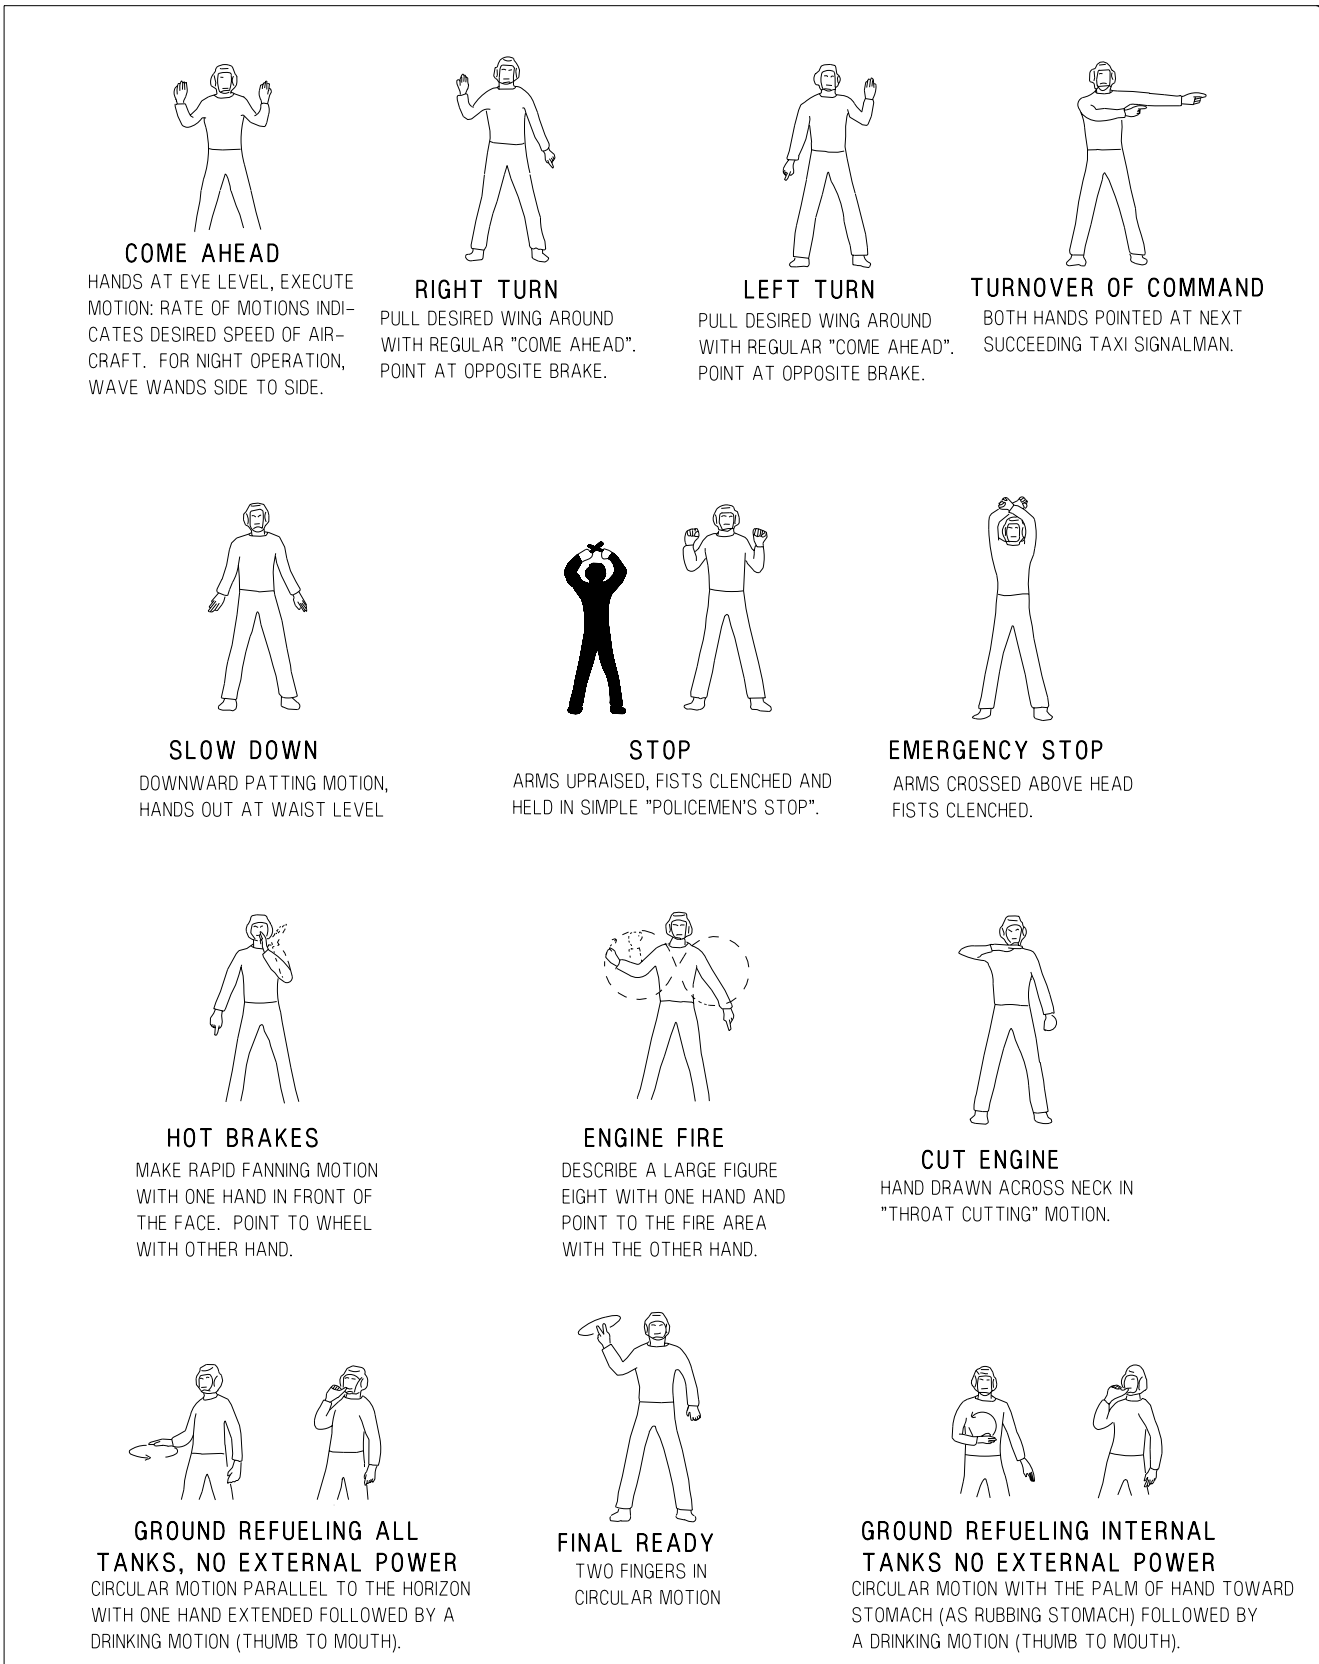 COME AHEAD
HANDS AT EYE LEVEL, EXECUTE
MOTION: RATE OF MOTIONS INDI-
CATES DESIRED SPEED OF AIR-
CRAFT. FOR NIGHT OPERATION,
WAVE WANDS SIDE TO SIDE.
RIGHT TURN
PULL DESIRED WING AROUND
WITH REGULAR "COME AHEAD".
POINT AT OPPOSITE BRAKE.
LEFT TURN
PULL DESIRED WING AROUND
WITH REGULAR "COME AHEAD".
POINT AT OPPOSITE BRAKE.
TURNOVER OF COMMAND
BOTH HANDS POINTED AT NEXT
SUCCEEDING TAXI SIGNALMAN.
SLOW DOWN
DOWNWARD PATTING MOTION,
HANDS OUT AT WAIST LEVEL
STOP
ARMS UPRAISED, FISTS CLENCHED AND
HELD IN SIMPLE "POLICEMEN'S STOP".
EMERGENCY STOP
ARMS CROSSED ABOVE HEAD
FISTS CLENCHED.
HOT BRAKES
MAKE RAPID FANNING MOTION
WITH ONE HAND IN FRONT OF
THE FACE. POINT TO WHEEL
WITH OTHER HAND.
ENGINE FIRE
DESCRIBE A LARGE FIGURE
EIGHT WITH ONE HAND AND
POINT TO THE FIRE AREA
WITH THE OTHER HAND.
CUT ENGINE
HAND DRAWN ACROSS NECK IN
"THROAT CUTTING" MOTION.
GROUND REFUELING ALL
TANKS, NO EXTERNAL POWER
CIRCULAR MOTION PARALLEL TO THE HORIZON
WITH ONE HAND EXTENDED FOLLOWED BY A
DRINKING MOTION (THUMB TO MOUTH).
FINAL READY
TWO FINGERS IN
CIRCULAR MOTION
GROUND REFUELING INTERNAL
TANKS NO EXTERNAL POWER
CIRCULAR MOTION WITH THE PALM OF HAND TOWARD
STOMACH (AS RUBBING STOMACH) FOLLOWED BY
A DRINKING MOTION (THUMB TO MOUTH).